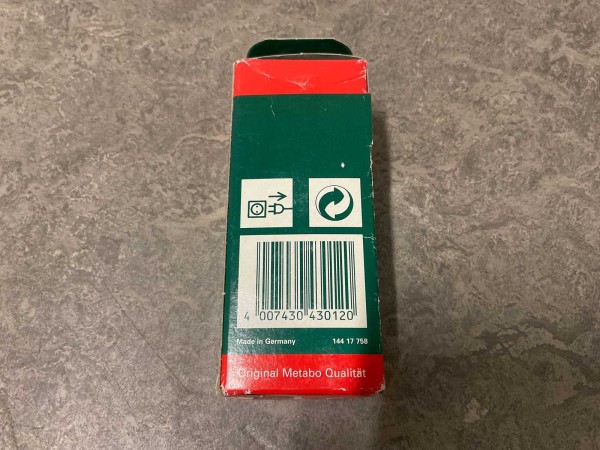 4 007430 430120
Made in Germany 144 17 758
Original Metabo Qualität